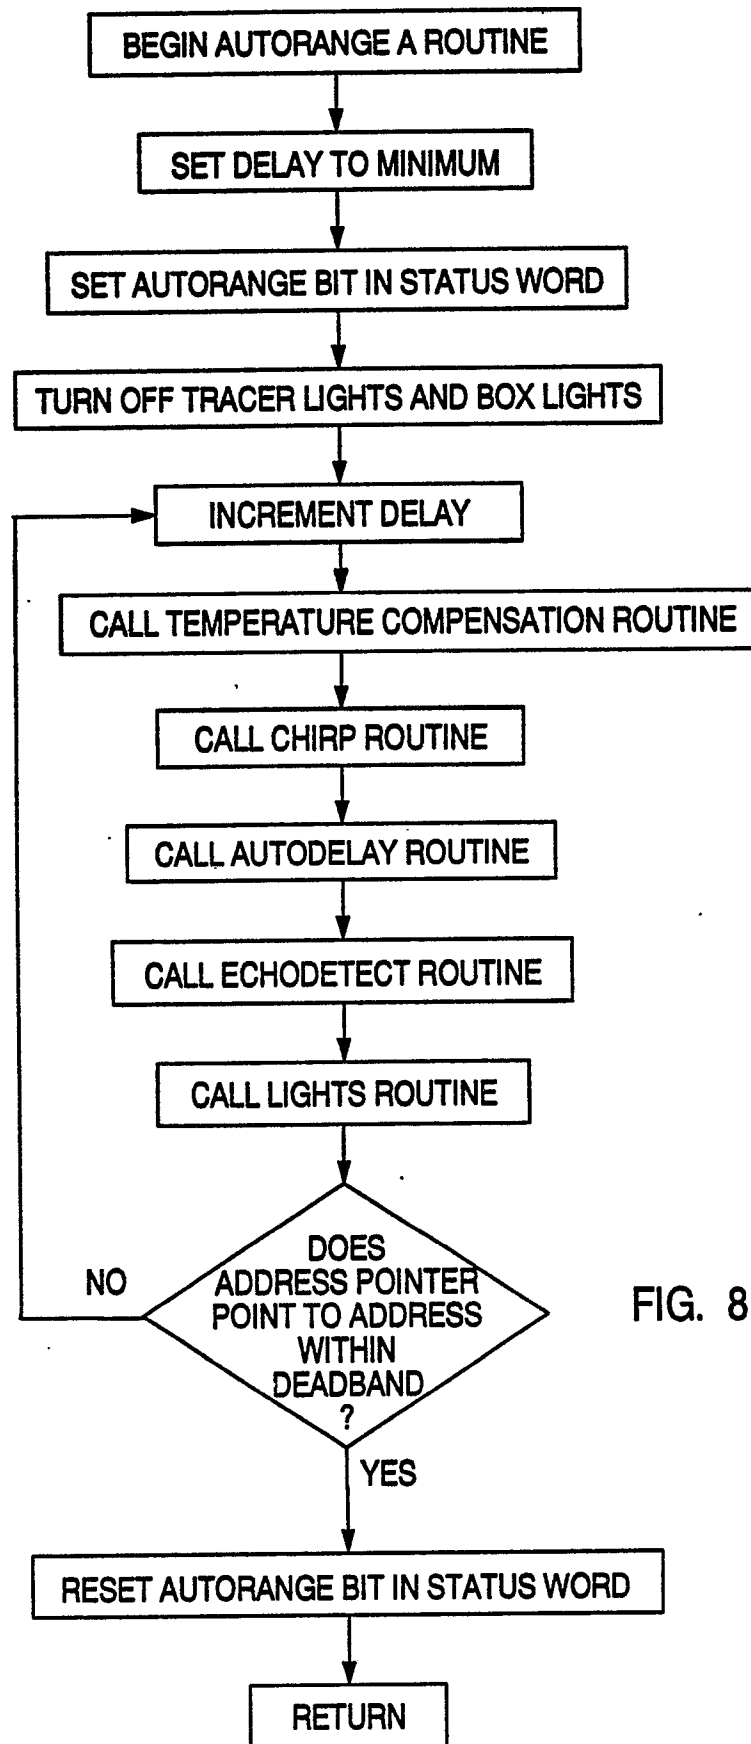 BEGIN AUTORANGE A ROUTINE
SET DELAY TO MINIMUM
SET AUTORANGE BIT IN STATUS WORD
TURN OFF TRACER LIGHTS AND BOX LIGHTS
INCREMENT DELAY
CALL TEMPERATURE COMPENSATION ROUTINE
CALL CHIRP ROUTINE
CALL AUTODELAY ROUTINE
CALL ECHODETECT ROUTINE
CALL LIGHTS ROUTINE
DOES
ADDRESS POINTER
POINT TO ADDRESS
WITHIN
DEADBAND
?
NO
FIG. 8
YES
RESET AUTORANGE BIT IN STATUS WORD
RETURN